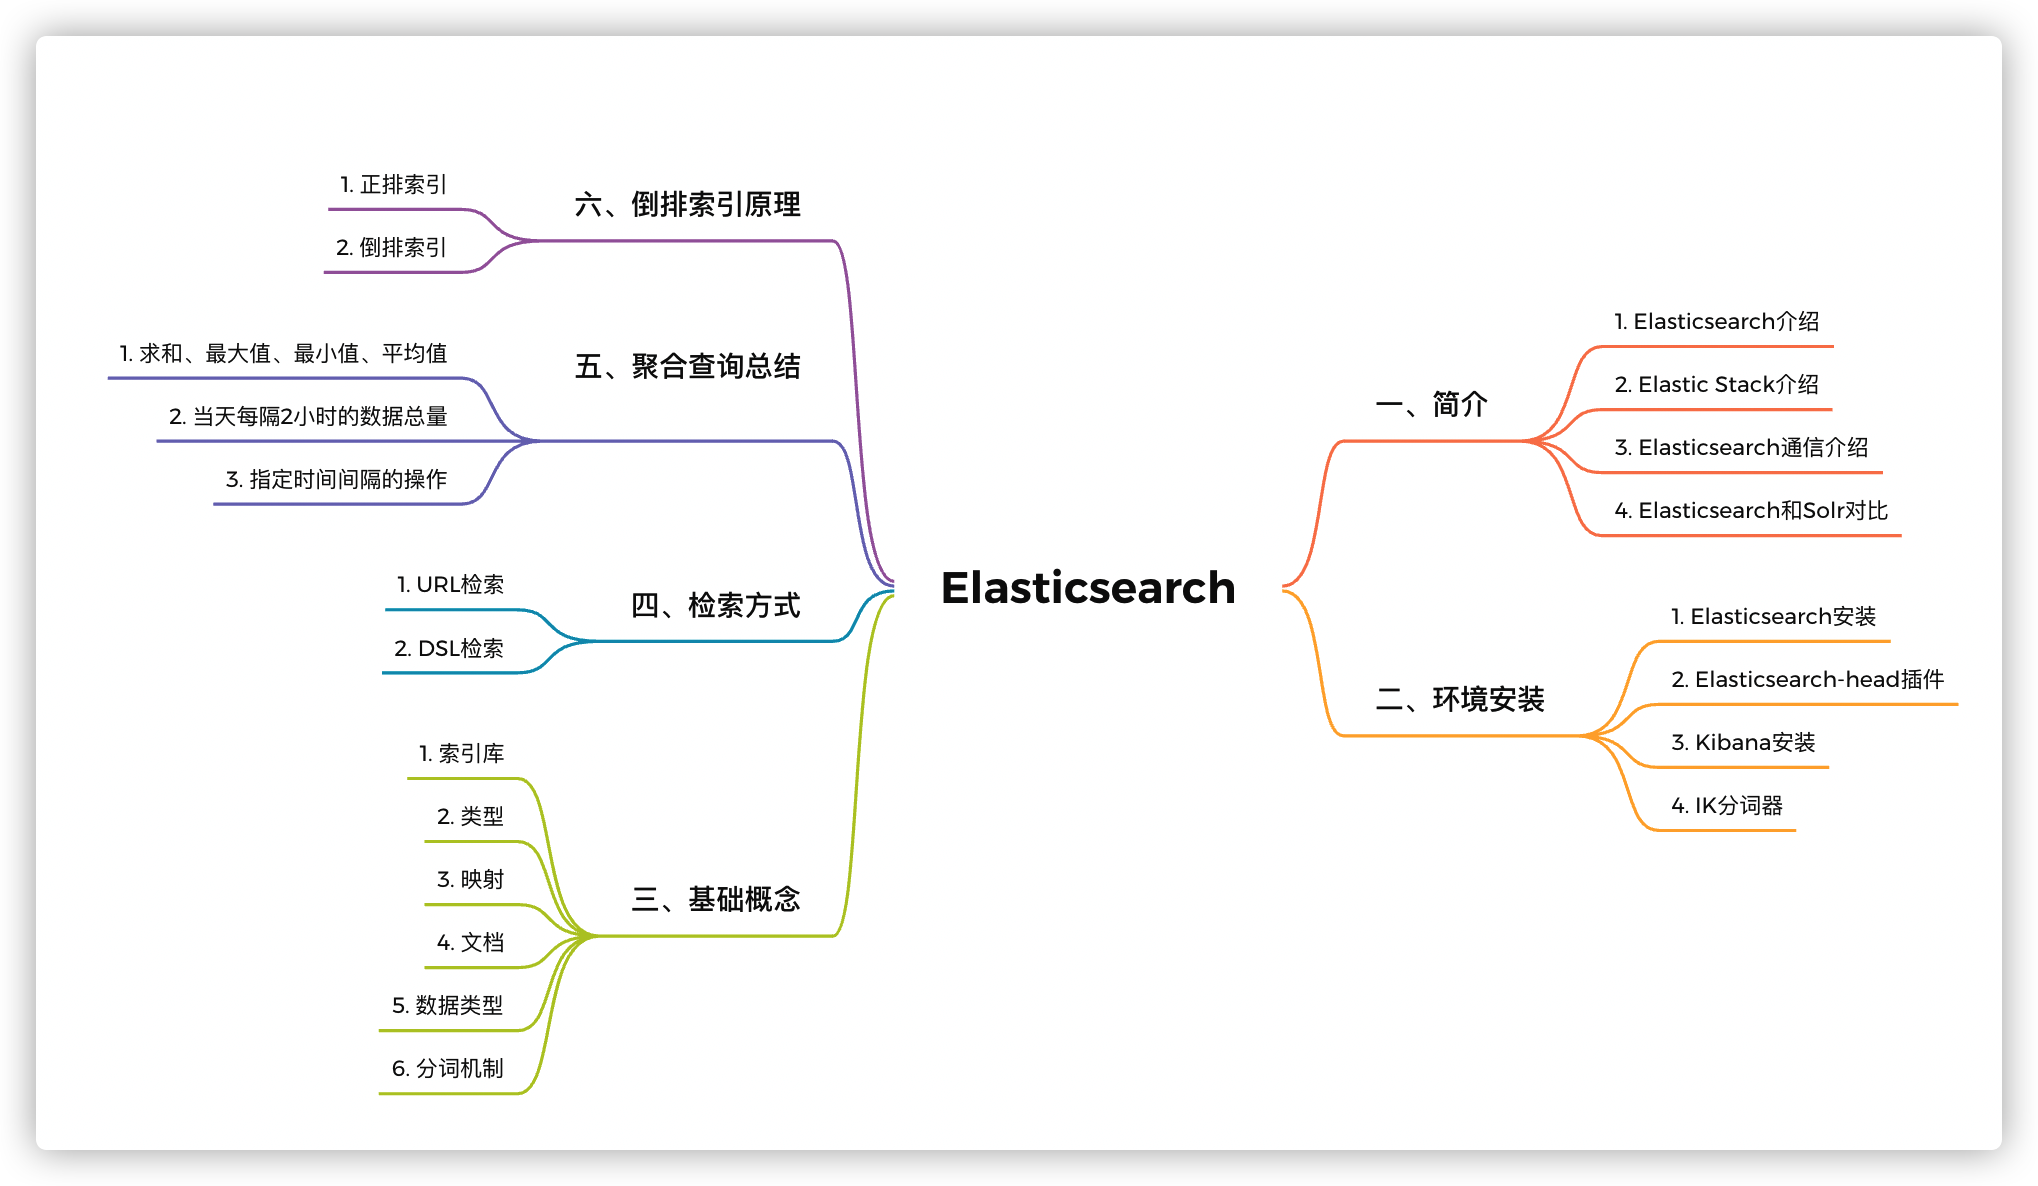 Elasticsearch
一、简介
1. Elasticsearch介绍
2. Elastic Stack介绍
3. Elasticsearch通信介绍
4. Elasticsearch和Solr对比
二、环境安装
1. Elasticsearch安装
2. Elasticsearch-head插件
3. Kibana安装
4. IK分词器
三、基础概念
1. 索引库
2. 类型
3. 映射
4. 文档
5. 数据类型
6. 分词机制
四、检索方式
1. URL检索
2. DSL检索
五、聚合查询总结
1. 求和、最大值、最小值、平均值
2. 当天每隔2小时的数据总量
3. 指定时间间隔的操作
六、倒排索引原理
1. 正排索引
2. 倒排索引